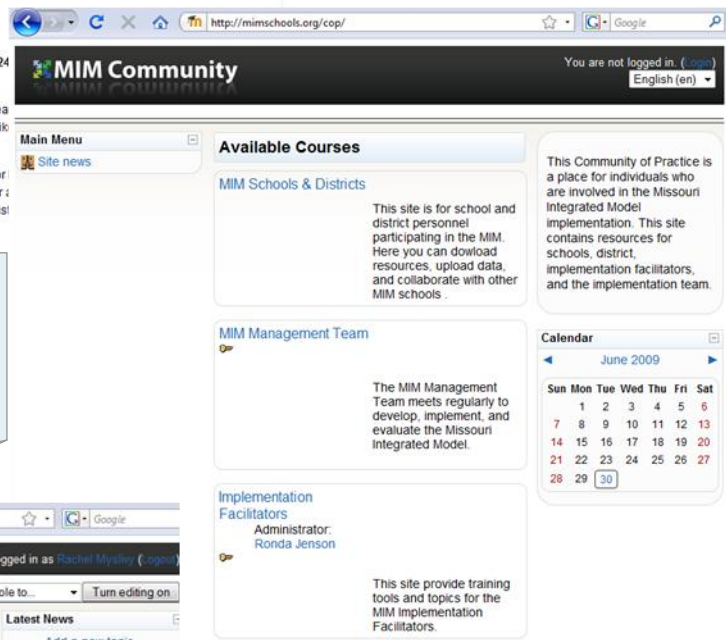 http://mimschools.org/cop/
Google
MIM Community
You are not logged in. (Login)
English (en)
Main Menu
Site news
Available Courses
MIM Schools & Districts
This site is for school and
district personnel
participating in the MIM.
Here you can dowload
resources, upload data,
and collaborate with other
MIM schools .
MIM Management Team
The MIM Management
Team meets regularly to
develop, implement, and
evaluate the Missouri
Integrated Model.
Implementation
Facilitators
Administrator:
Ronda Jenson
This site provide training
tools and topics for the
MIM Implementation
Facilitators.
This Community of Practice is
a place for individuals who
are involved in the Missouri
Integrated Model
implementation. This site
contains resources for
schools, district,
implementation facilitators,
and the implementation team.
Calendar
June 2009
Sun Mon Tue Wed Thu Fri Sat
1 2 3 4 5 6
7 8 9 10 11 12 13
14 15 16 17 18 19 20
21 22 23 24 25 26 27
28 29 30
24
Google
logged in as Rachel Mysliy (Logout)
to...
Turn editing on
Latest News
Add a new topic